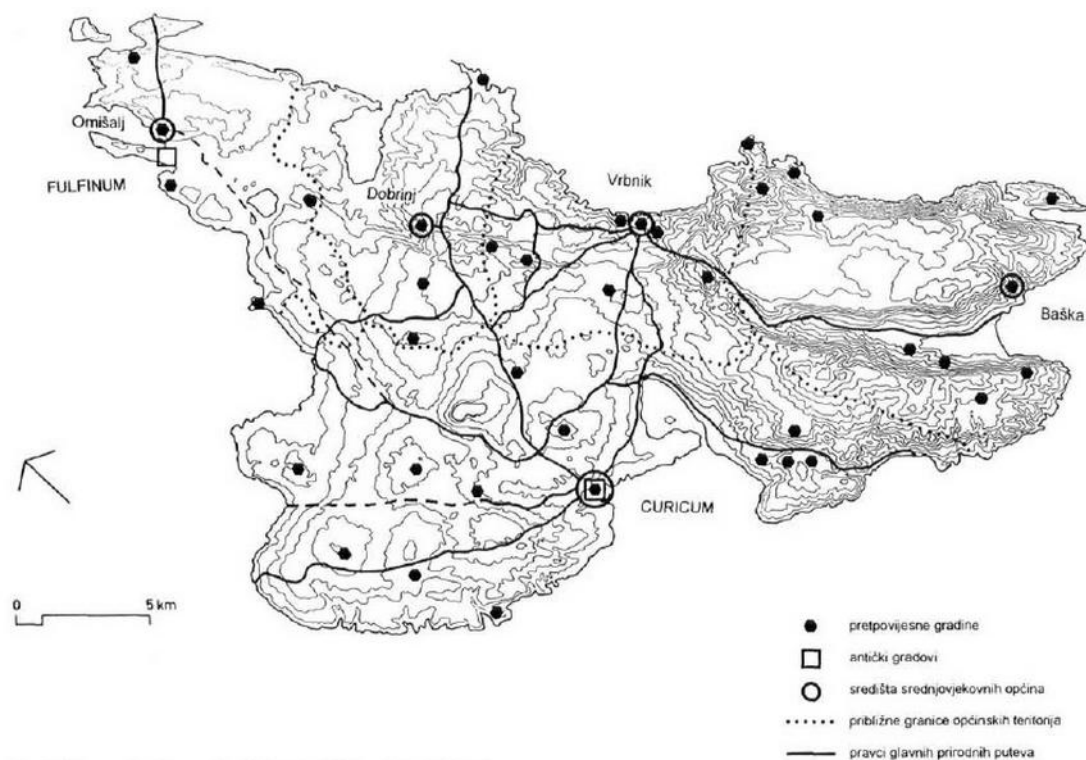 Omišalj
FULFINUM
Dobrinj
Vrbnik
Baška
CURICUM
0 5 km
pretpovijesne gradine
antički gradovi
središta srednjovjekovnih općina
približne granice općinskih teritorija
pravci glavnih prirodnih puteva